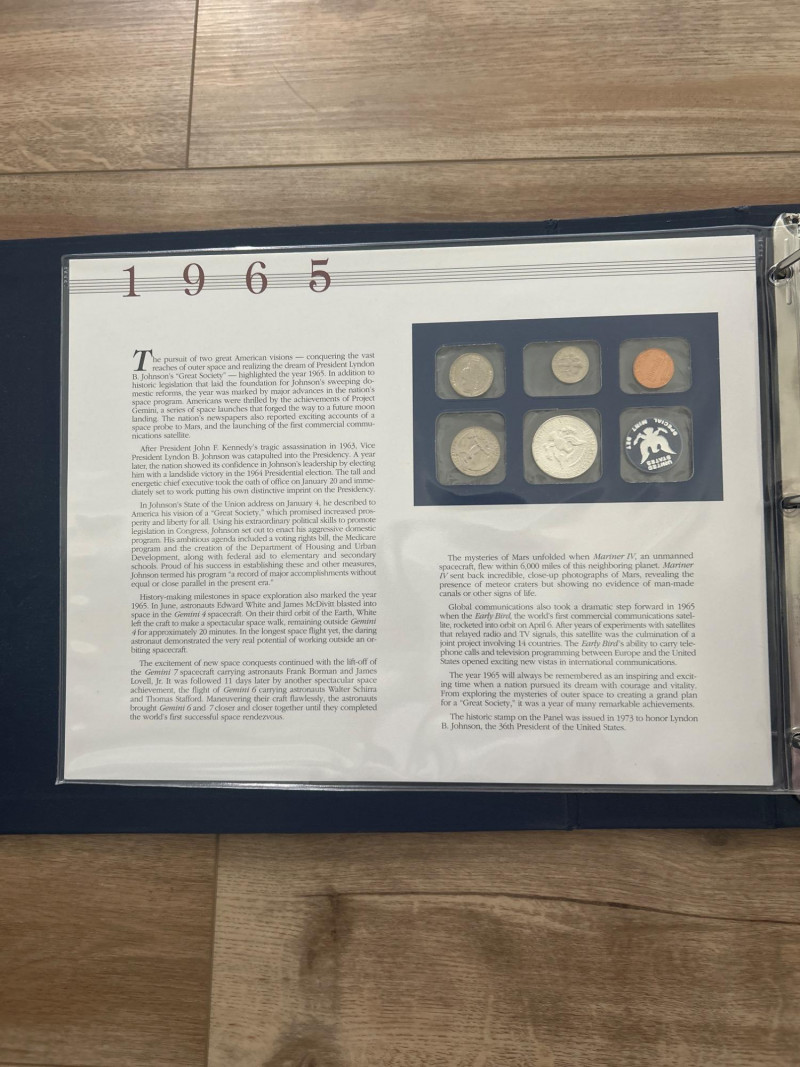 1 9 6 5
The pursuit of two great American visions — conquering the vast
reaches of outer space and realizing the dream of President Lyndon
B. Johnson's "Great Society" — highlighted the year 1965. In addition to
historic legislation that laid the foundation for Johnson's sweeping do-
mestic reforms, the year was marked by major advances in the nation's
space program. Americans were thrilled by the achievements of Project
Gemini, a series of space launches that forged the way to a future moon
landing. The nation's newspapers also reported exciting accounts of a
space probe to Mars, and the launching of the first commercial commu-
nications satellite.
After President John F. Kennedy's tragic assassination in 1963, Vice
President Lyndon B. Johnson was catapulted into the Presidency. A year
later, the nation showed its confidence in Johnson's leadership by electing
him with a landslide victory in the 1964 Presidential election. The tall and
energetic chief executive took the oath of office on January 20 and imme-
diately set to work putting his own distinctive imprint on the Presidency.
In Johnson's State of the Union address on January 4, he described to
America his vision of a "Great Society," which promised increased pros-
perity and liberty for all. Using his extraordinary political skills to promote
legislation in Congress, Johnson set out to enact his aggressive domestic
program. His ambitious agenda included a voting rights bill, the Medicare
program and the creation of the Department of Housing and Urban
Development, along with federal aid to elementary and secondary
schools. Proud of his success in establishing these and other measures,
Johnson termed his program "a record of major accomplishments without
equal or close parallel in the present era."
History-making milestones in space exploration also marked the year
1965. In June, astronauts Edward White and James McDivitt blasted into
space in the Gemini 4 spacecraft. On their third orbit of the Earth, White
left the craft to make a spectacular space walk, remaining outside Gemini
4 for approximately 20 minutes. In the longest space flight yet, the daring
astronaut demonstrated the very real potential of working outside an or-
biting spacecraft.
The excitement of new space conquests continued with the lift-off of
the Gemini 7 spacecraft carrying astronauts Frank Borman and James
Lovell, Jr. It was followed 11 days later by another spectacular space
achievement, the flight of Gemini 6 carrying astronauts Walter Schirra
and Thomas Stafford. Maneuvering their craft flawlessly, the astronauts
brought Gemini 6 and 7 closer and closer together until they completed
the world's first successful space rendezvous.
UNITED STATES SPECIAL MINT SET
The mysteries of Mars unfolded when Mariner IV, an unmanned
spacecraft, flew within 6,000 miles of this neighboring planet. Mariner
IV sent back incredible, close-up photographs of Mars, revealing the
presence of meteor craters but showing no evidence of man-made
canals or other signs of life.
Global communications also took a dramatic step forward in 1965
when the Early Bird, the world's first commercial communications satel-
lite, rocketed into orbit on April 6. After years of experiments with satellites
that relayed radio and TV signals, this satellite was the culmination of a
joint project involving 14 countries. The Early Bird's ability to carry tele-
phone calls and television programming between Europe and the United
States opened exciting new vistas in international communications.
The year 1965 will always be remembered as an inspiring and excit-
ing time when a nation pursued its dream with courage and vitality.
From exploring the mysteries of outer space to creating a grand plan
for a "Great Society," it was a year of many remarkable achievements.
The historic stamp on the Panel was issued in 1973 to honor Lyndon
B. Johnson, the 36th President of the United States.